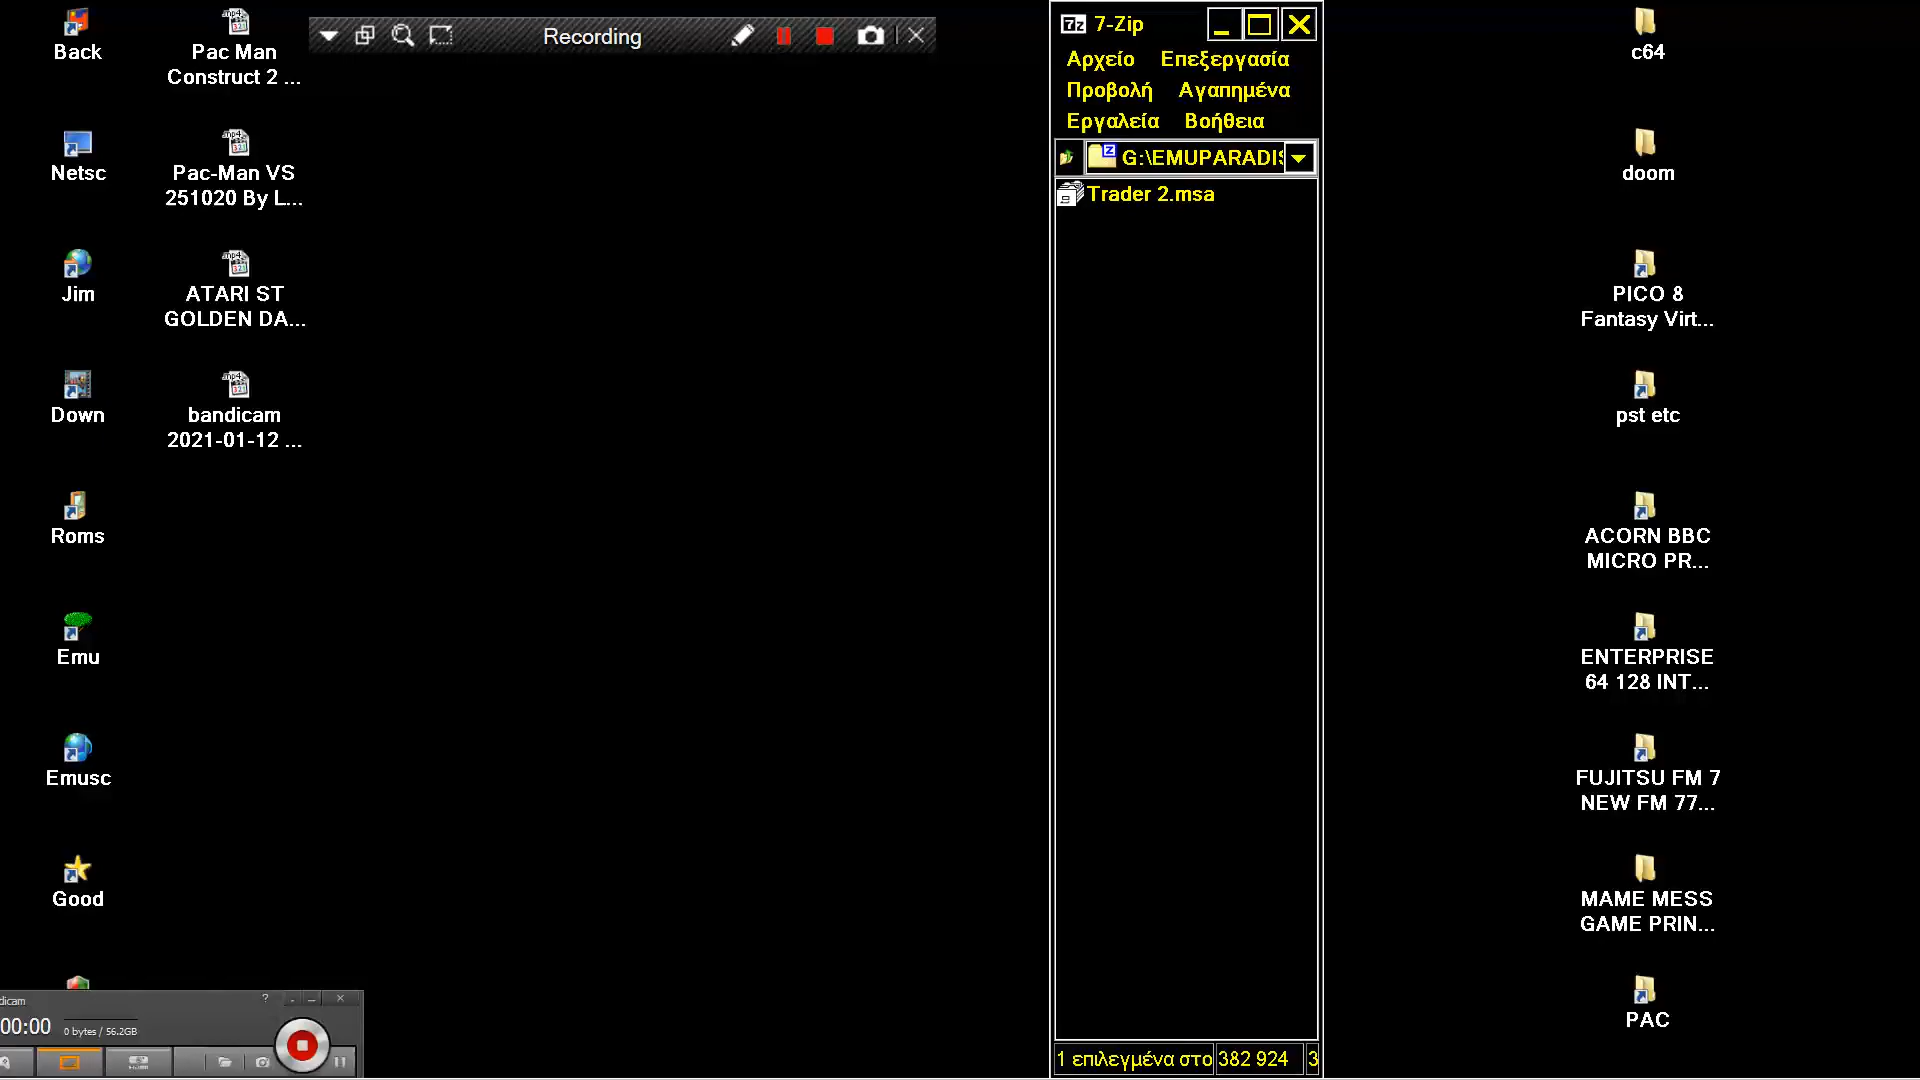 Back
Pac Man
Construct 2 ...
Netsc
Pac-Man VS
251020 By L...
Jim
ATARI ST
GOLDEN DA...
Down
bandicam
2021-01-12 ...
Roms
Emu
Emusc
Good
Recording
7-Zip
Αρχείο Επεξεργασία
Προβολή Αγαπημένα
Εργαλεία Βοήθεια
G:\EMUPARADIS
Trader 2.msa
1 επιλεγμένα στο 382 924 3
c64
doom
PICO 8
Fantasy Virt...
pst etc
ACORN BBC
MICRO PR...
ENTERPRISE
64 128 INT...
FUJITSU FM 7
NEW FM 77...
MAME MESS
GAME PRIN...
PAC
dicam
00:00 0 bytes / 56.2GB